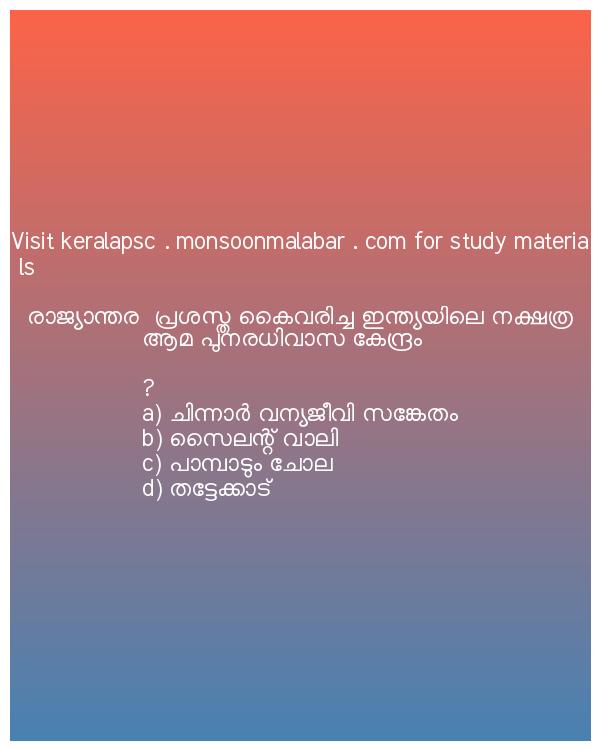 Visit keralapsc . monsoonmalabar . com for study materia
ls
രാജ്യാന്തര പ്രശസ്ത കൈവരിച്ച ഇന്ത്യയിലെ നക്ഷത്ര
ആമ പുനരധിവാസ കേന്ദ്രം
?
a) ചിന്നാർ വന്യജീവി സങ്കേതം
b) സൈലന്റ് വാലി
c) പാമ്പാടും ചോല
d) തട്ടേക്കാട്